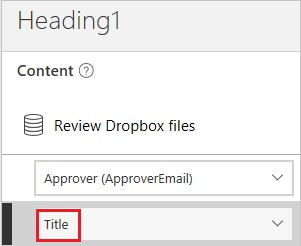 Heading1
Content ?
Review Dropbox files
Approver (ApproverEmail)
Title